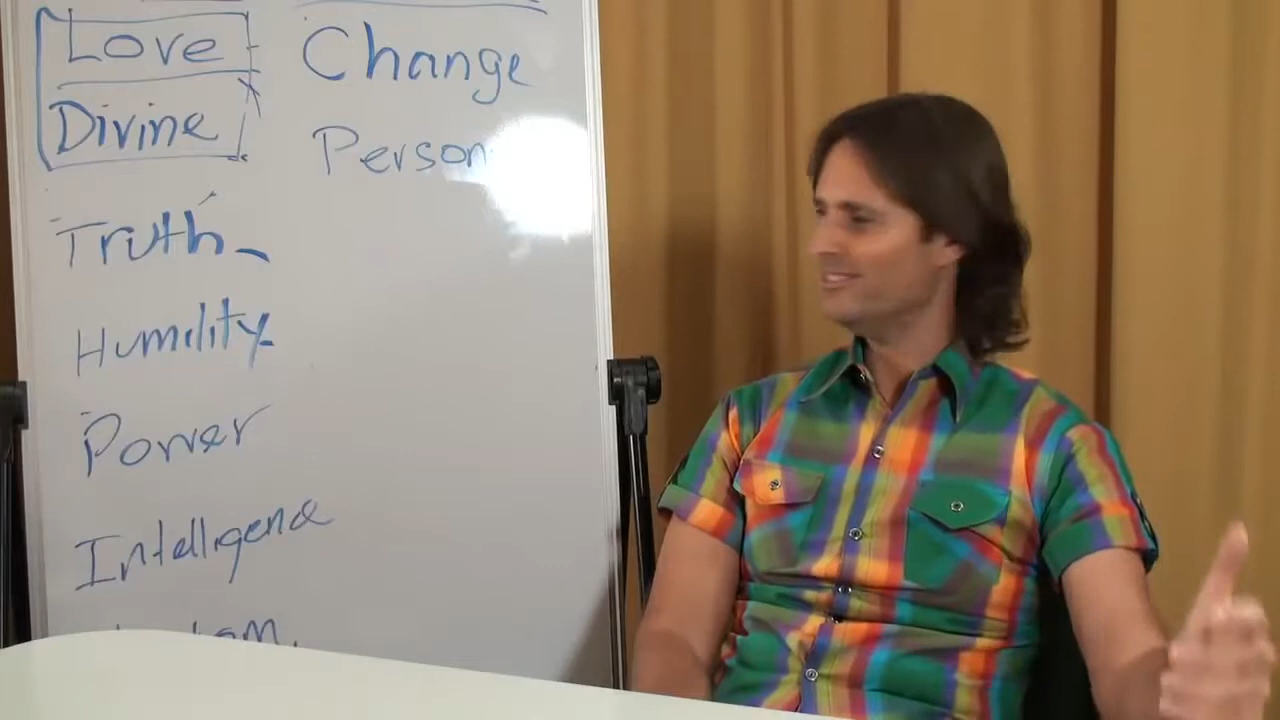 Love
Divine
Truth
Humility
Power
Intelligence
Change
Person